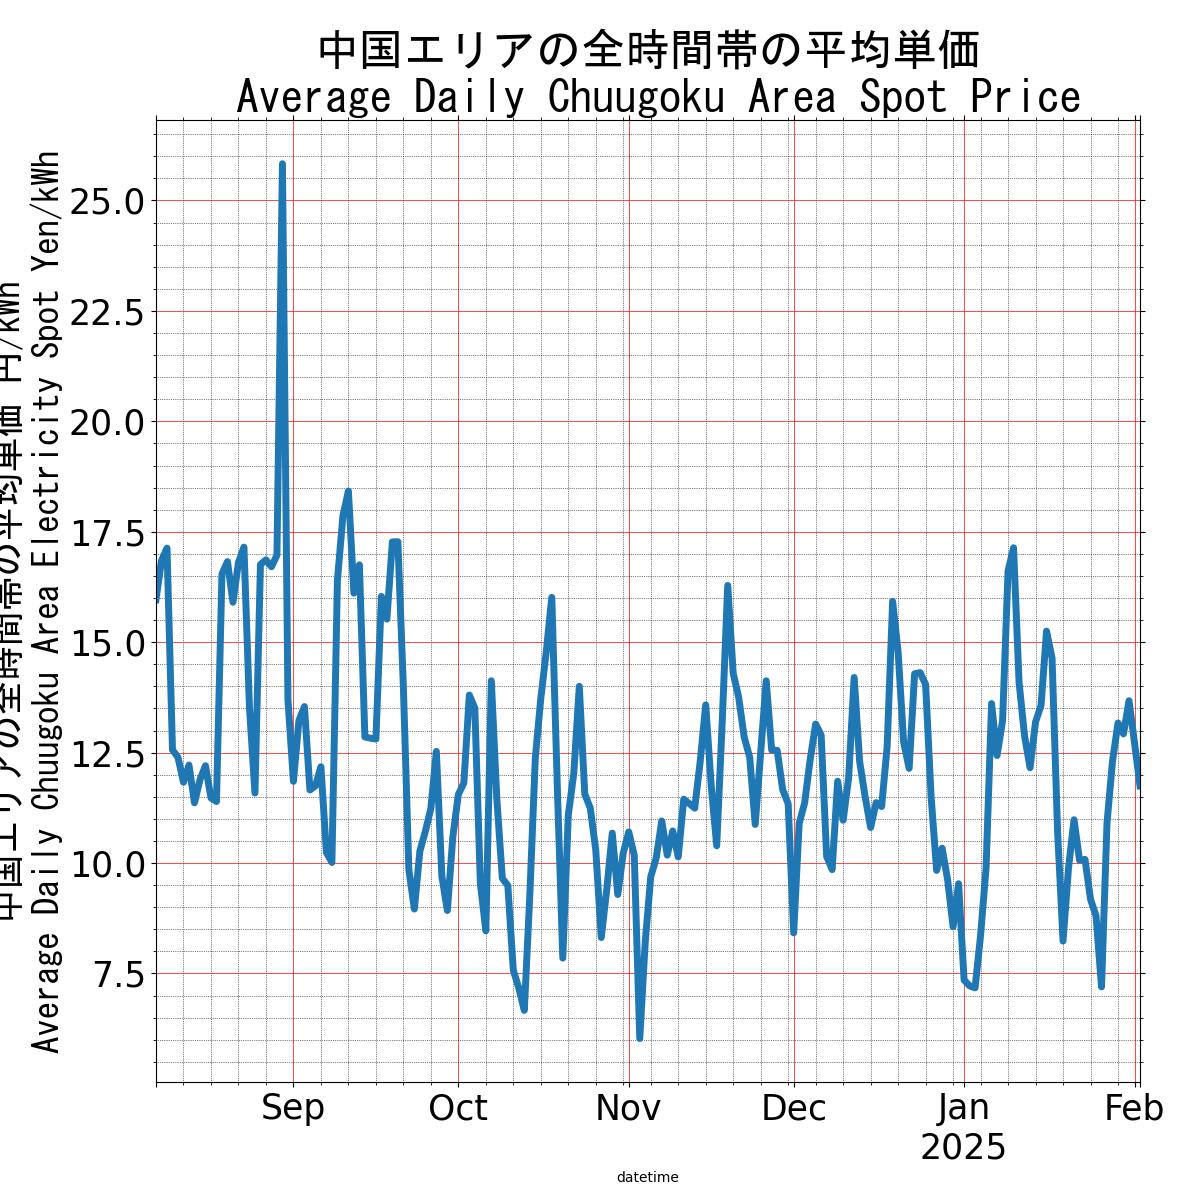 中国エリアの全時間帯の平均単価
Average Daily Chuugoku Area Spot Price
中国エリアの全時間帯の平均単価 円/kWh
Average Daily Chuugoku Area Electricity Spot Yen/kWh
25.0
22.5
20.0
17.5
15.0
12.5
10.0
7.5
Sep Oct Nov Dec Jan Feb
2025
datetime